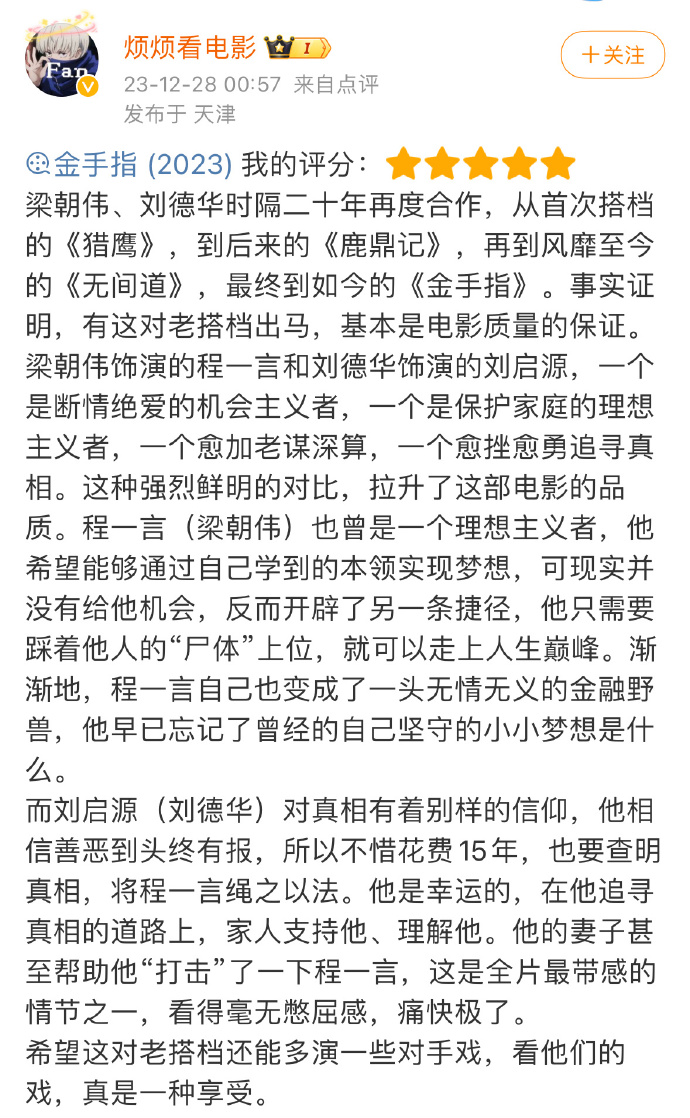 烦烦看电影 I
+关注
23-12-28 00:57 来自点评
发布于 天津
Fan
V
金手指 (2023) 我的评分：
梁朝伟、刘德华时隔二十年再度合作，从首次搭档
的《猎鹰》，到后来的《鹿鼎记》，再到风靡至今
的《无间道》，最终到如今的《金手指》。事实证
明，有这对老搭档出马，基本是电影质量的保证。
梁朝伟饰演的程一言和刘德华饰演的刘启源，一个
是断情绝爱的机会主义者，一个是保护家庭的理想
主义者，一个愈加老谋深算，一个愈挫愈勇追寻真
相。这种强烈鲜明的对比，拉升了这部电影的品
质。程一言（梁朝伟）也曾是一个理想主义者，他
希望能够通过自己学到的本领实现梦想，可现实并
没有给他机会，反而开辟了另一条捷径，他只需要
踩着他人的“尸体”上位，就可以走上人生巅峰。渐
渐地，程一言自己也变成了一头无情无义的金融野
兽，他早已忘记了曾经的自己坚守的小小梦想是什
么。
而刘启源（刘德华）对真相有着别样的信仰，他相
信善恶到头终有报，所以不惜花费15年，也要查明
真相，将程一言绳之以法。他是幸运的，在他追寻
真相的道路上，家人支持他、理解他。他的妻子甚
至帮助他“打击”了一下程一言，这是全片最带感的
情节之一，看得毫无憋屈感，痛快极了。
希望这对老搭档还能多演一些对手戏，看他们的
戏，真是一种享受。